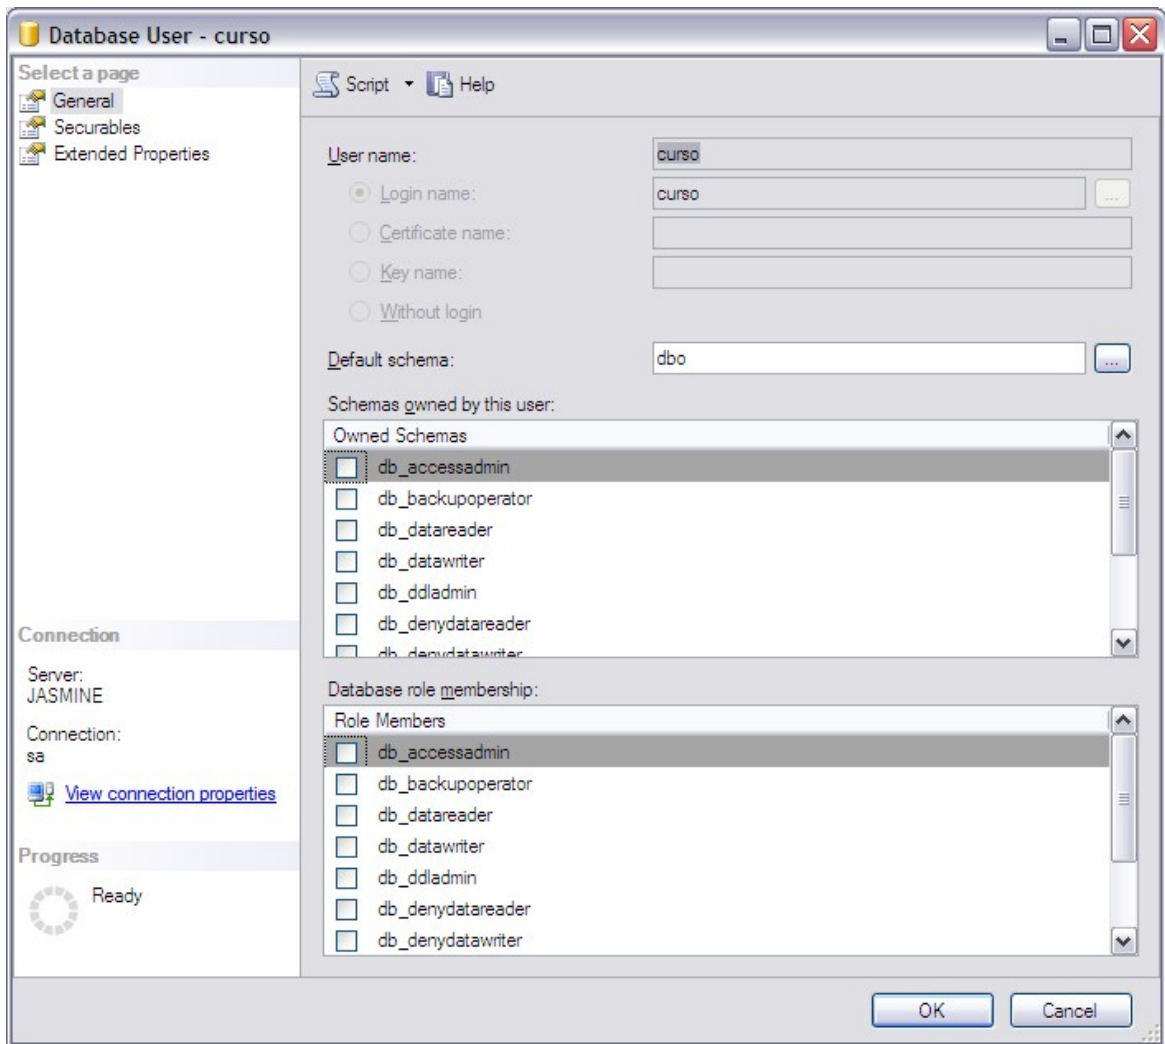 Database User - curso
Select a page
General
Securables
Extended Properties
Script
Help
User name:
curso
Login name:
curso
...
Certificate name:
Key name:
Without login
Default schema:
dbo
...
Schemas owned by this user:
Owned Schemas
db_accessadmin
db_backupoperator
db_datareader
db_datawriter
db_ddladmin
db_denydatareader
db_denydatawriter
Database role membership:
Role Members
db_accessadmin
db_backupoperator
db_datareader
db_datawriter
db_ddladmin
db_denydatareader
db_denydatawriter
Connection
Server:
JASMINE
Connection:
sa
View connection properties
Progress
Ready
OK
Cancel